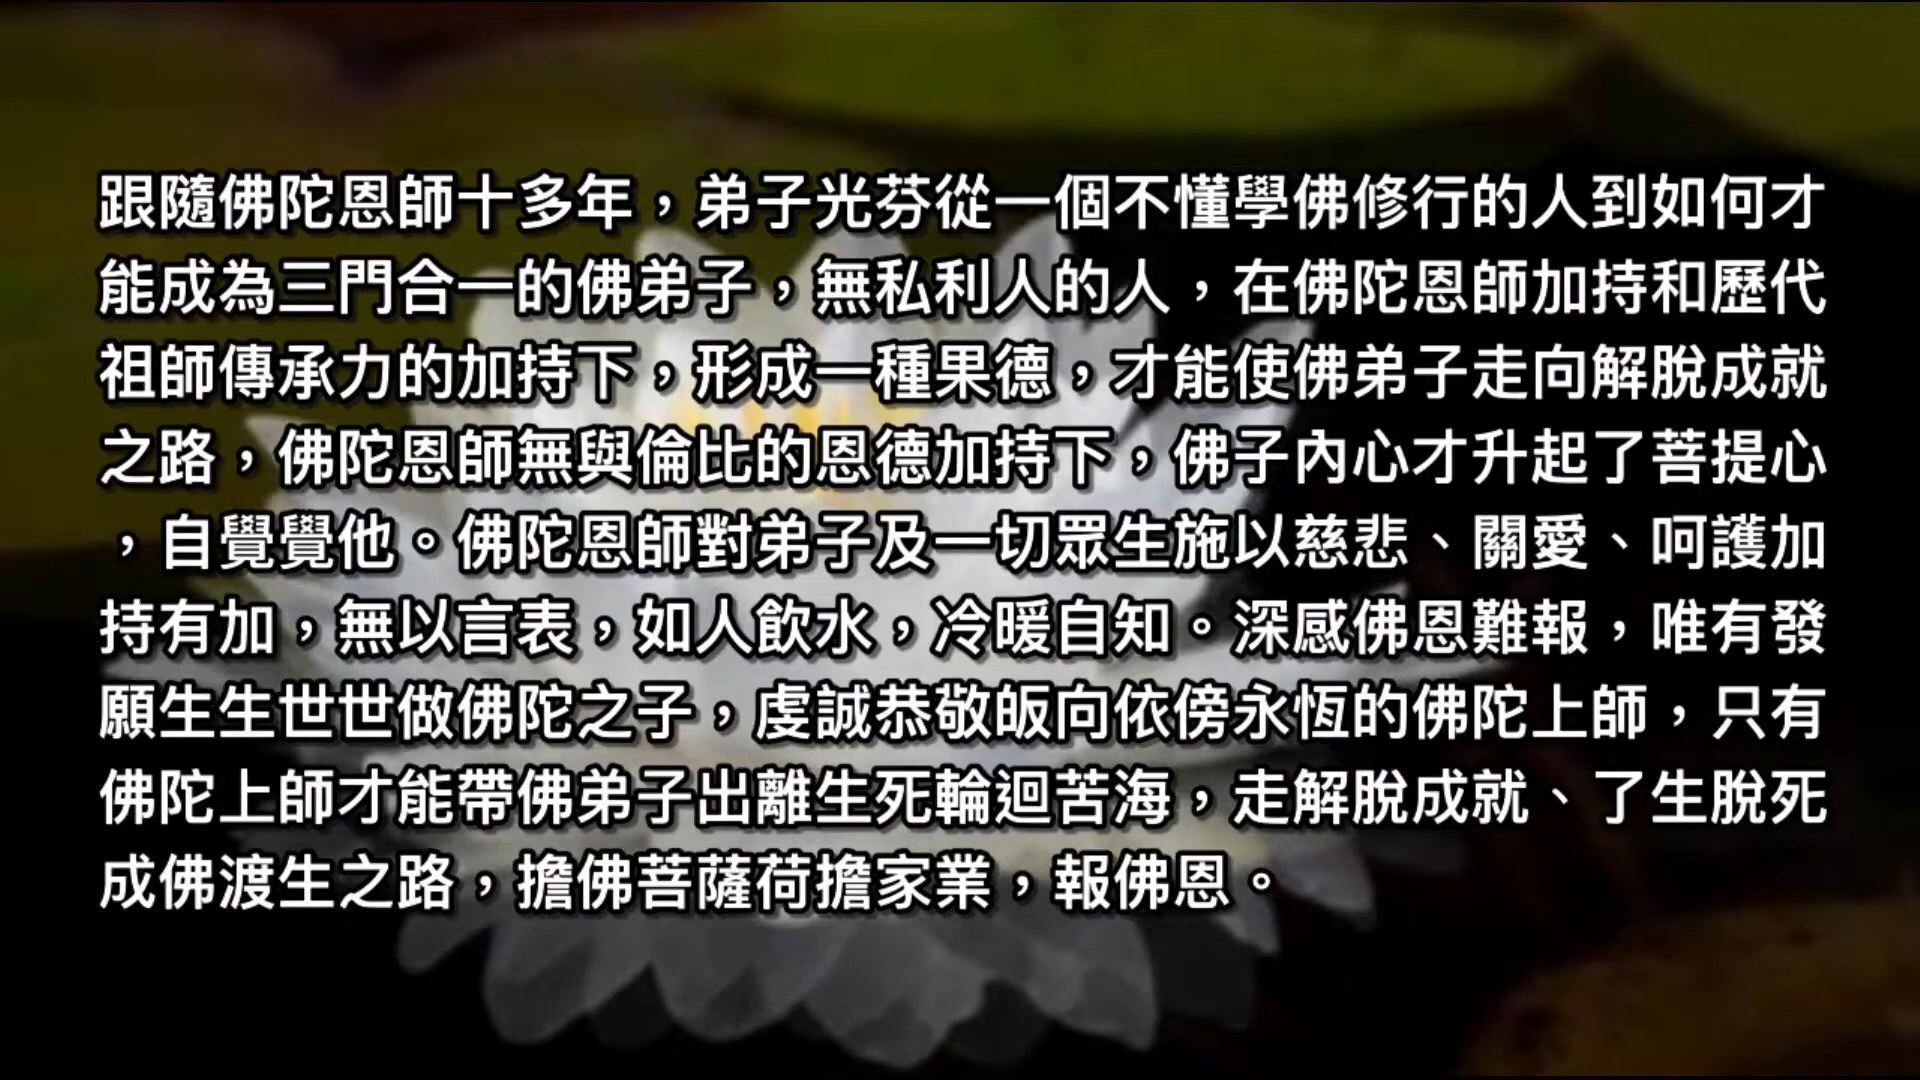 跟隨佛陀恩師十多年，弟子光芬從一個不懂學佛修行的人到如何才
能成為三門合一的佛弟子，無私利人的人，在佛陀恩師加持和歷代
祖師傳承力的加持下，形成一種果德，才能使佛弟子走向解脫成就
之路，佛陀恩師無與倫比的恩德加持下，佛子內心才升起了菩提心
，自覺覺他。佛陀恩師對弟子及一切眾生施以慈悲、關愛、呵護加
持有加，無以言表，如人飲水，冷暖自知。深感佛恩難報，唯有發
願生生世世做佛陀之子，虔誠恭敬皈向依傍永恆的佛陀上師，只有
佛陀上師才能帶佛弟子出離生死輪迴苦海，走解脫成就、了生脫死
成佛渡生之路，擔佛菩薩荷擔家業，報佛恩。